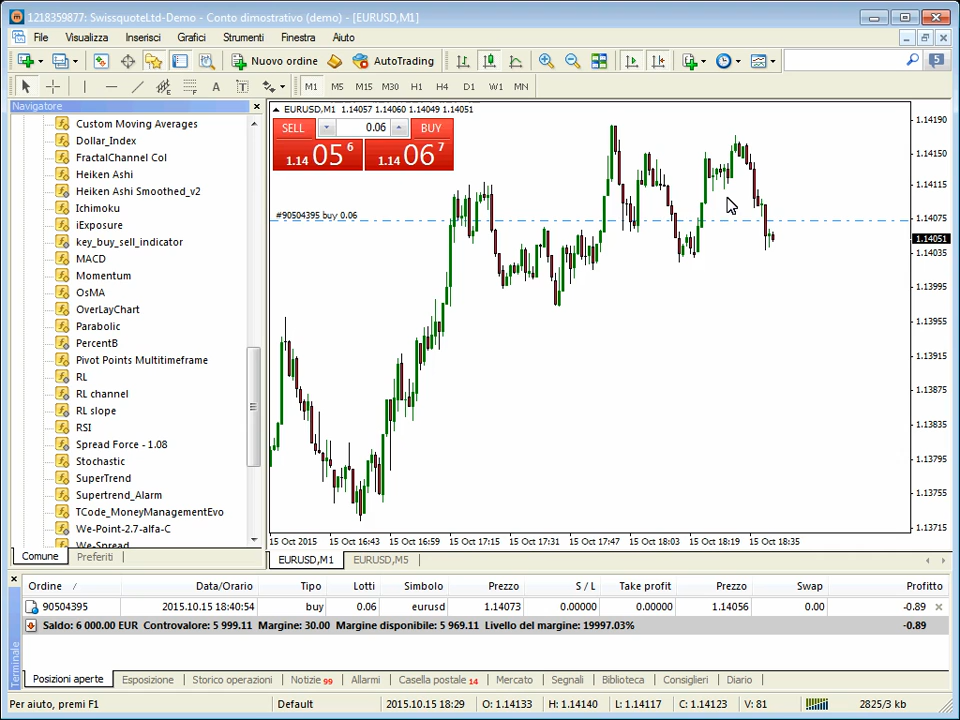 1218359877: SwissquoteLtd-Demo - Conto dimostrativo (demo) - [EURUSD,M1]
File Visualizza Inserisci Grafici Strumenti Finestra Aiuto
Nuovo ordine AutoTrading 5
A T M1 M5 M15 M30 H1 H4 D1 W1 MN
Navigatore
Custom Moving Averages
Dollar_Index
FractalChannel Col
Heiken Ashi
Heiken Ashi Smoothed_v2
Ichimoku
iExposure
key_buy_sell_indicator
MACD
Momentum
OsMA
OverLayChart
Parabolic
PercentB
Pivot Points Multitimeframe
RL
RL channel
RL slope
RSI
Spread Force - 1.08
Stochastic
SuperTrend
Supertrend_Alarm
TCode_MoneyManagementEvo
We-Point-2.7-alfa-C
We-Spread
Comune Preferiti
EURUSD,M1 1.14057 1.14060 1.14049 1.14051
SELL 0.06 BUY
1.14 05 6 1.14 06 7
#90504395 buy 0.06
1.14190
1.14150
1.14115
1.14075
1.14051
1.14035
1.13995
1.13955
1.13915
1.13875
1.13835
1.13795
1.13755
1.13715
15 Oct 2015 15 Oct 16:43 15 Oct 16:59 15 Oct 17:15 15 Oct 17:31 15 Oct 17:47 15 Oct 18:03 15 Oct 18:19 15 Oct 18:35
EURUSD,M1 EURUSD,M5
Ordine Data/Orario Tipo Lotti Simbolo Prezzo S / L Take profit Prezzo Swap Profitto
90504395 2015.10.15 18:40:54 buy 0.06 eurusd 1.14073 0.00000 0.00000 1.14056 0.00 -0.89
Saldo: 6 000.00 EUR Controvalore: 5 999.11 Margine: 30.00 Margine disponibile: 5 969.11 Livello del margine: 19997.03% -0.89
Terminale
Posizioni aperte Esposizione Storico operazioni Notizie 99 Allarmi Casella postale 14 Mercato Segnali Biblioteca Consiglieri Diario
Per aiuto, premi F1 Default 2015.10.15 18:29 O: 1.14133 H: 1.14140 L: 1.14117 C: 1.14123 V: 81 2825/3 kb